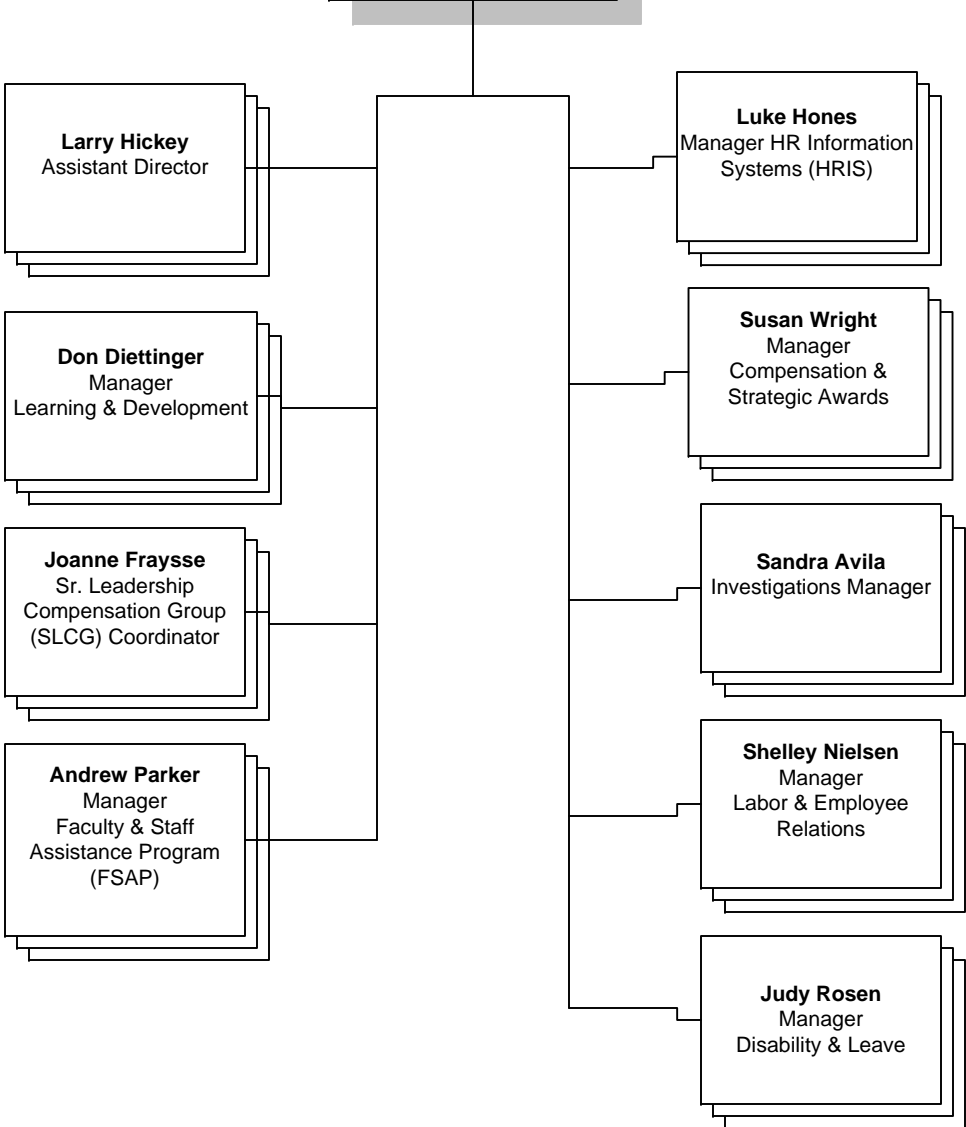 Larry Hickey
Assistant Director
Don Diettinger
Manager
Learning & Development
Joanne Fraysse
Sr. Leadership
Compensation Group
(SLCG) Coordinator
Andrew Parker
Manager
Faculty & Staff
Assistance Program
(FSAP)
Luke Hones
Manager HR Information
Systems (HRIS)
Susan Wright
Manager
Compensation &
Strategic Awards
Sandra Avila
Investigations Manager
Shelley Nielsen
Manager
Labor & Employee
Relations
Judy Rosen
Manager
Disability & Leave